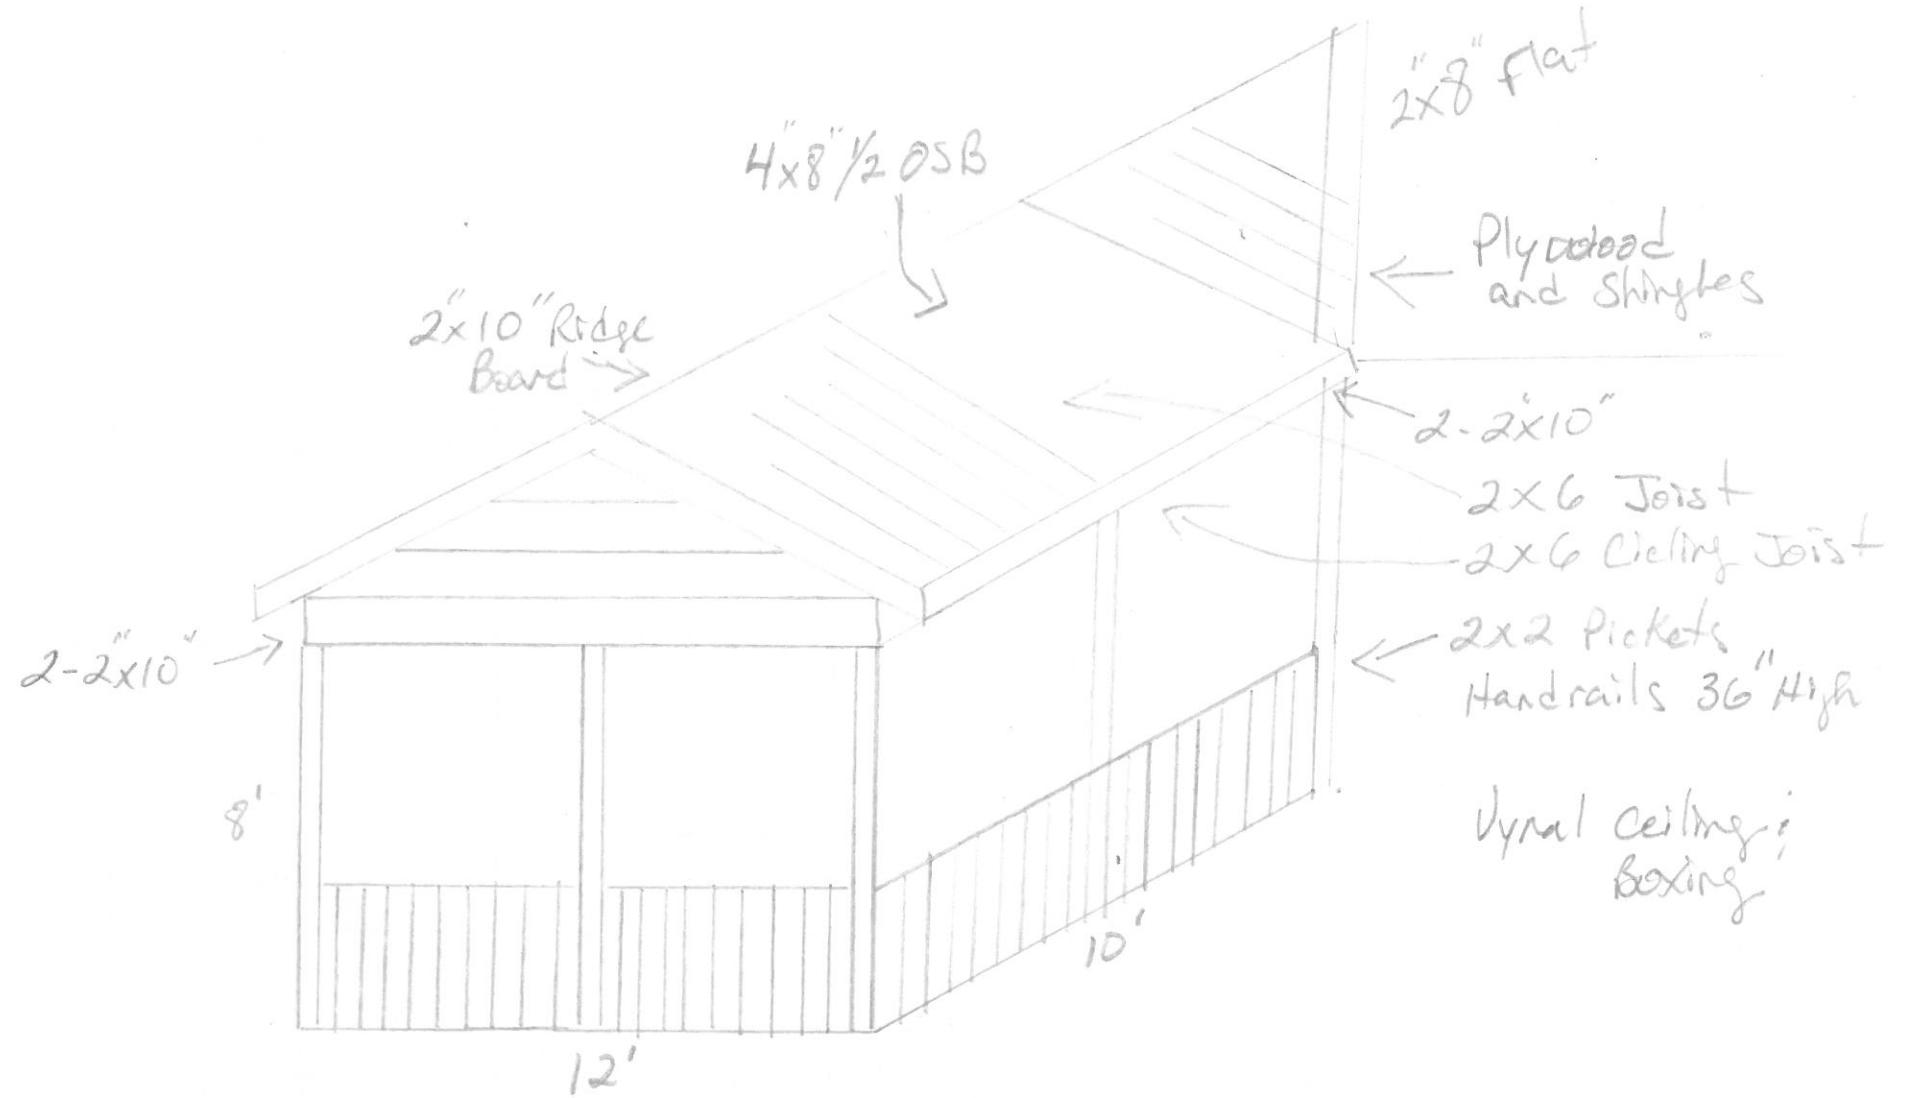 2"x8" Flat
4"x8" 1/2 OSB
Plywood
and Shingles
2"x10" Ridge
Board
2-2"x10"
2x6 Joist
2x6 Cieling Joist
2-2"x10"
2x2 Pickets
Handrails 36" High
8'
Vynal Ceiling;
Boxing
10'
12'